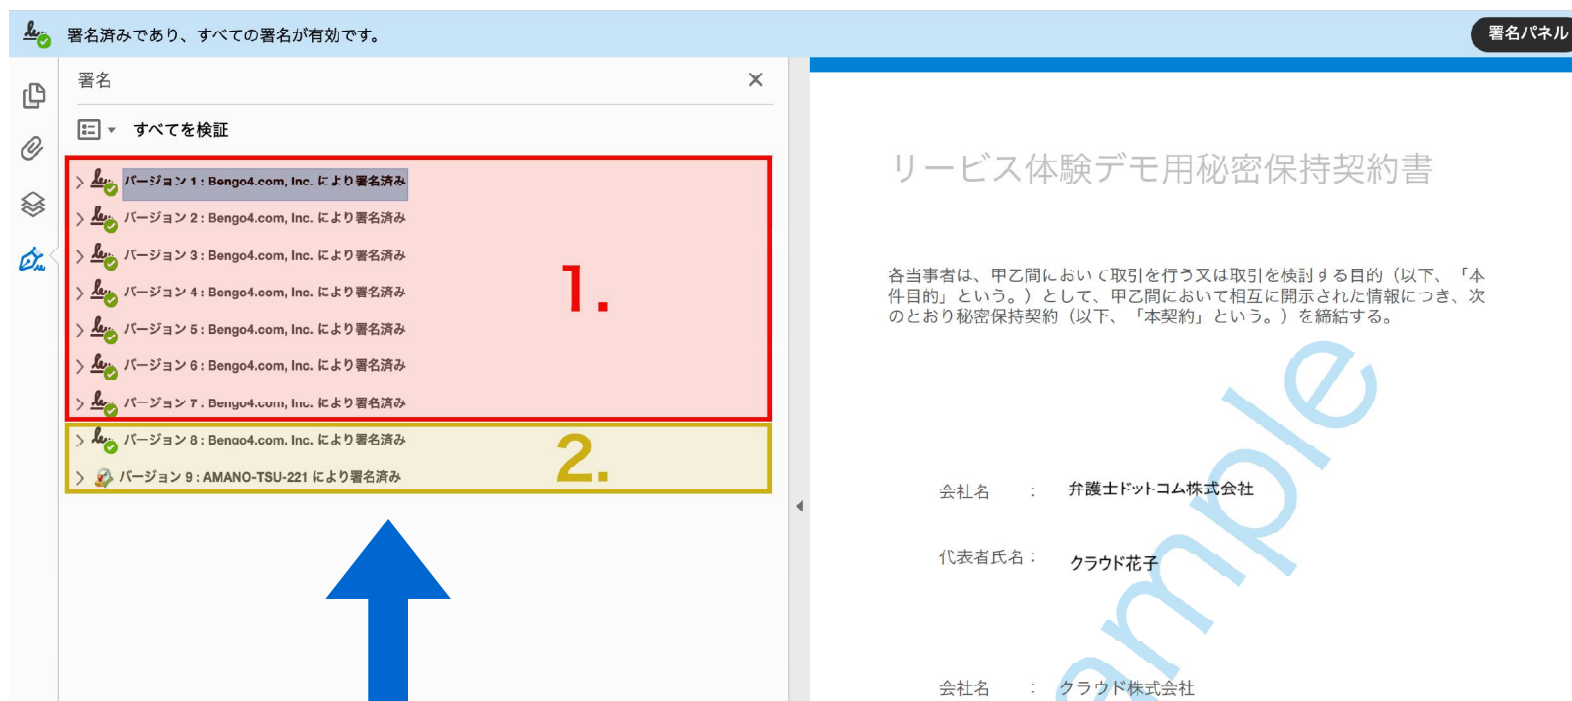 署名済みであり、すべての署名が有効です。
署名パネル
署名
すべてを検証
バージョン 1 : Bengo4.com, Inc. により署名済み
バージョン 2 : Bengo4.com, Inc. により署名済み
バージョン 3 : Bengo4.com, Inc. により署名済み
バージョン 4 : Bengo4.com, Inc. により署名済み
バージョン 5 : Bengo4.com, Inc. により署名済み
バージョン 6 : Bengo4.com, Inc. により署名済み
バージョン 7 : Bengo4.com, Inc. により署名済み
1.
バージョン 8 : Bengo4.com, Inc. により署名済み
バージョン 9 : AMANO-TSU-221 により署名済み
2.
リービス体験デモ用秘密保持契約書
各当事者は、甲乙間において取引を行う又は取引を検討する目的（以下、「本
件目的」という。）として、甲乙間において相互に開示された情報につき、次
のとおり秘密保持契約（以下、「本契約」という。）を締結する。
会社名 : 弁護士ドットコム株式会社
代表者氏名 : クラウド花子
会社名 : クラウド株式会社
ample